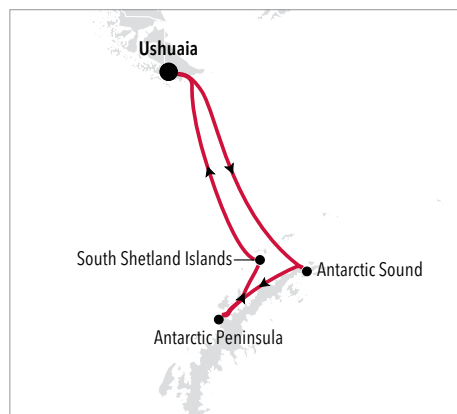 Ushuaia
South Shetland Islands
Antarctic Sound
Antarctic Peninsula